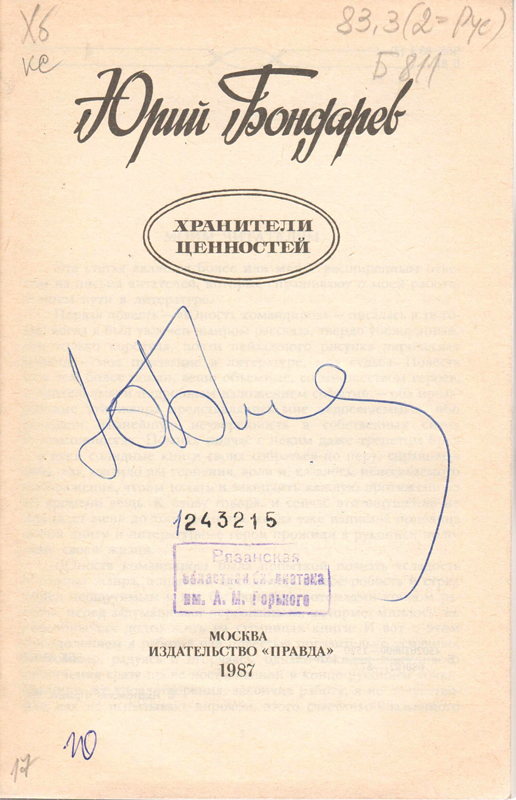 Хб
кс
83.3(2=Рус)
Б 811
Юрий Бондарев
ХРАНИТЕЛИ
ЦЕННОСТЕЙ
1243215
Рязанская
областная библиотека
им. А. М. Горького
МОСКВА
ИЗДАТЕЛЬСТВО «ПРАВДА»
1987
Ю
17